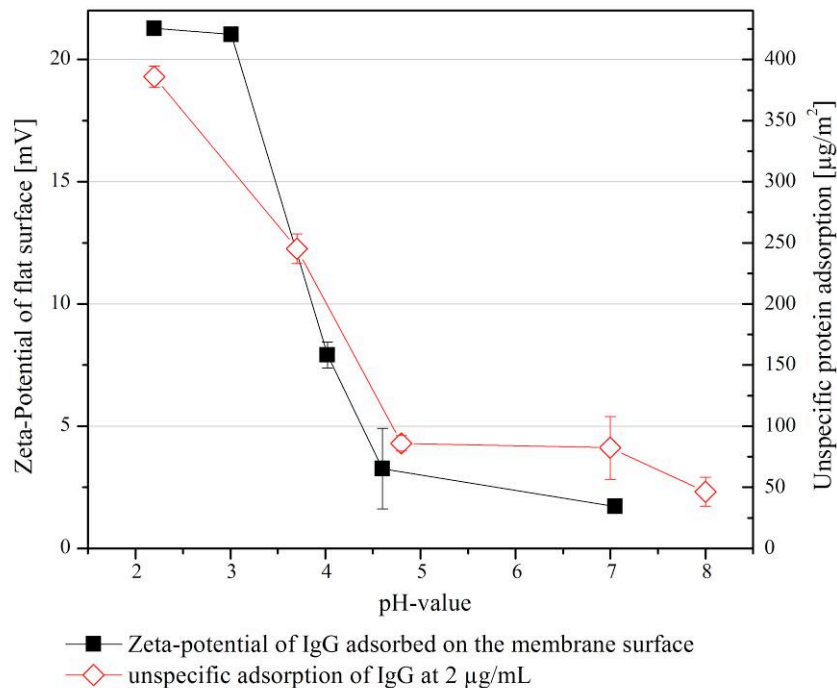 Zeta-Potential of flat surface [mV]
20
15
10
5
0
Unspecific protein adsorption [µg/m²]
400
350
300
250
200
150
100
50
0
2 3 4 5 6 7 8
pH-value
Zeta-potential of IgG adsorbed on the membrane surface
unspecific adsorption of IgG at 2 µg/mL